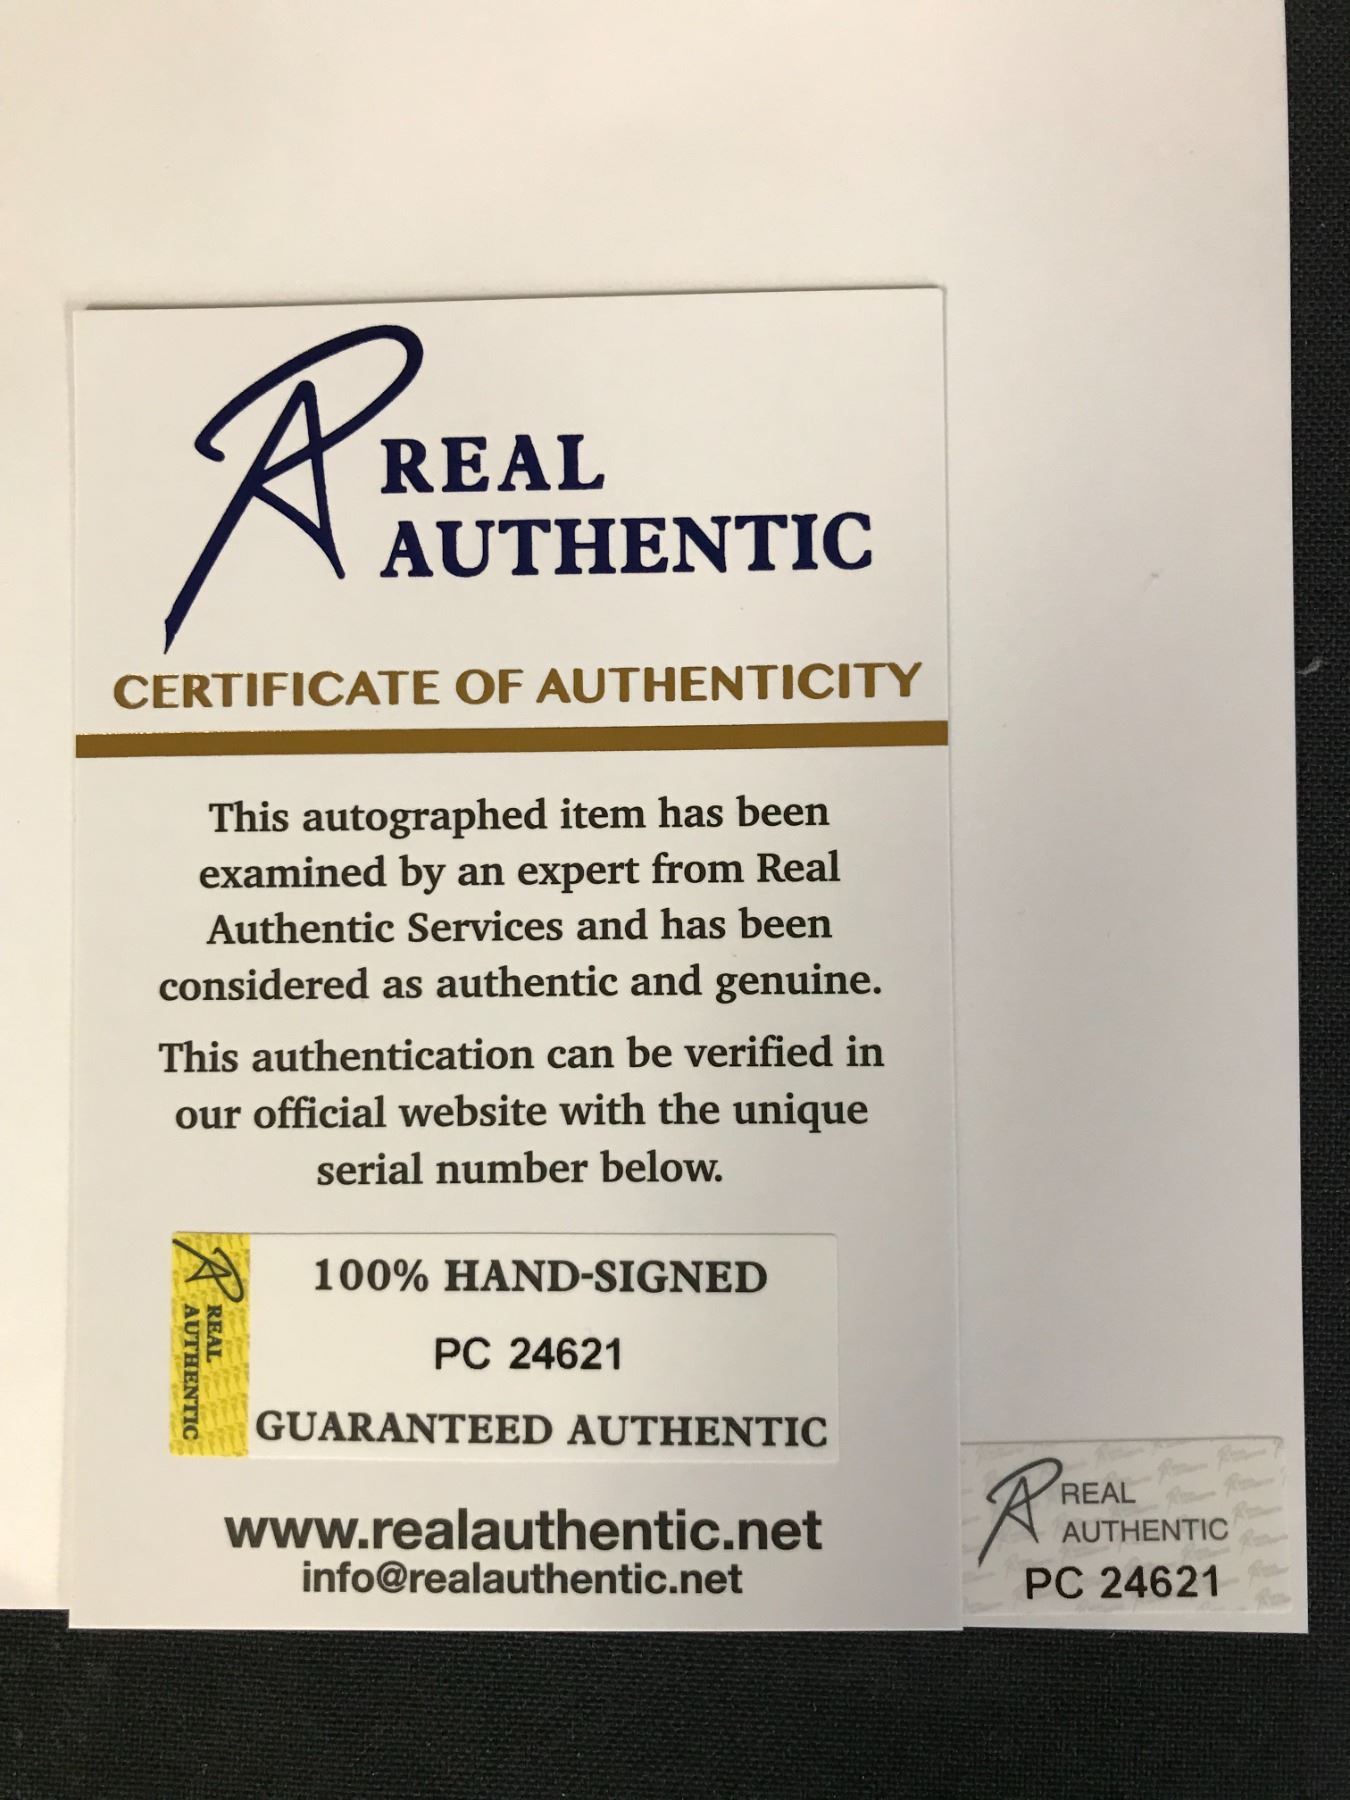 REAL
AUTHENTIC
CERTIFICATE OF AUTHENTICITY
This autographed item has been
examined by an expert from Real
Authentic Services and has been
considered as authentic and genuine.
This authentication can be verified in
our official website with the unique
serial number below.
REAL
AUTHENTIC
100% HAND-SIGNED
PC 24621
GUARANTEED AUTHENTIC
www.realauthentic.net
info@realauthentic.net
REAL
AUTHENTIC
PC 24621